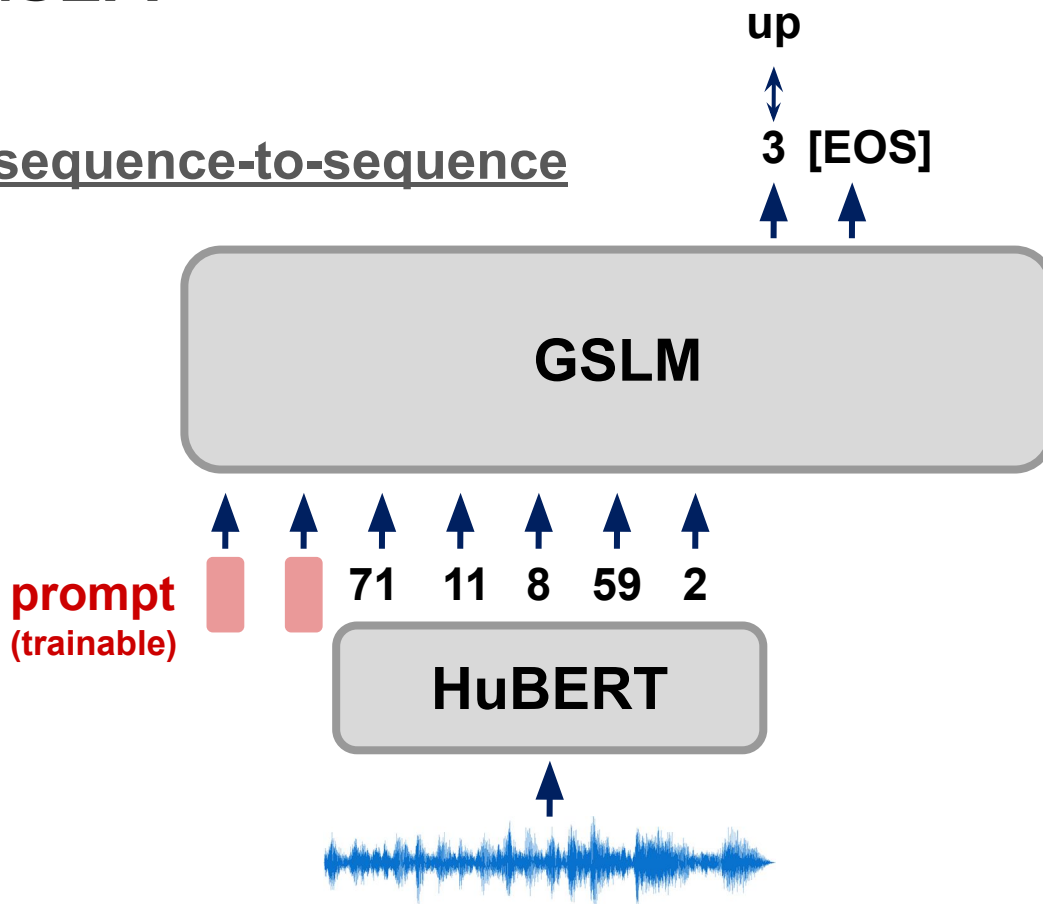 up
sequence-to-sequence
3 [EOS]
GSLM
prompt
(trainable)
71 11 8 59 2
HuBERT